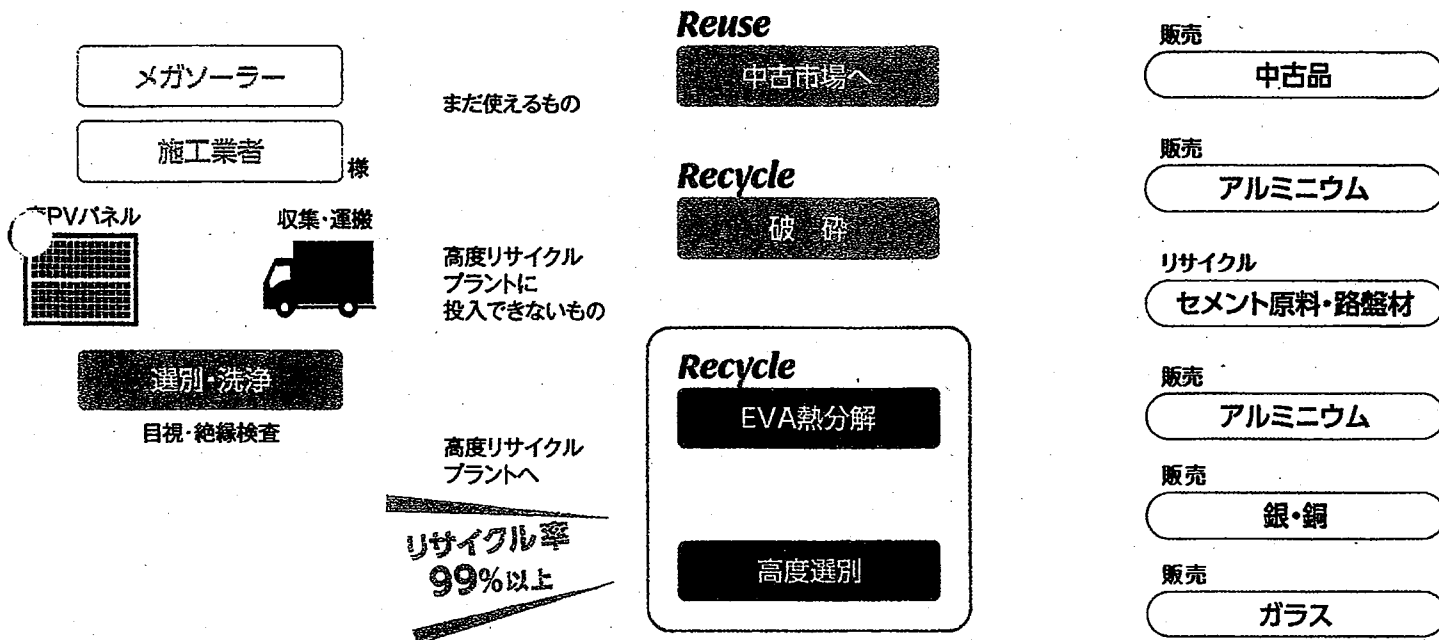 メガソーラー
施工業者
様
PVパネル
収集・運搬
選別・洗浄
目視・絶縁検査
まだ使えるもの
高度リサイクル
プラントに
投入できないもの
高度リサイクル
プラントへ
リサイクル率
99%以上
Reuse
中古市場へ
Recycle
破 砕
Recycle
EVA熱分解
高度選別
販売
中古品
販売
アルミニウム
リサイクル
セメント原料・路盤材
販売
アルミニウム
販売
銀・銅
販売
ガラス